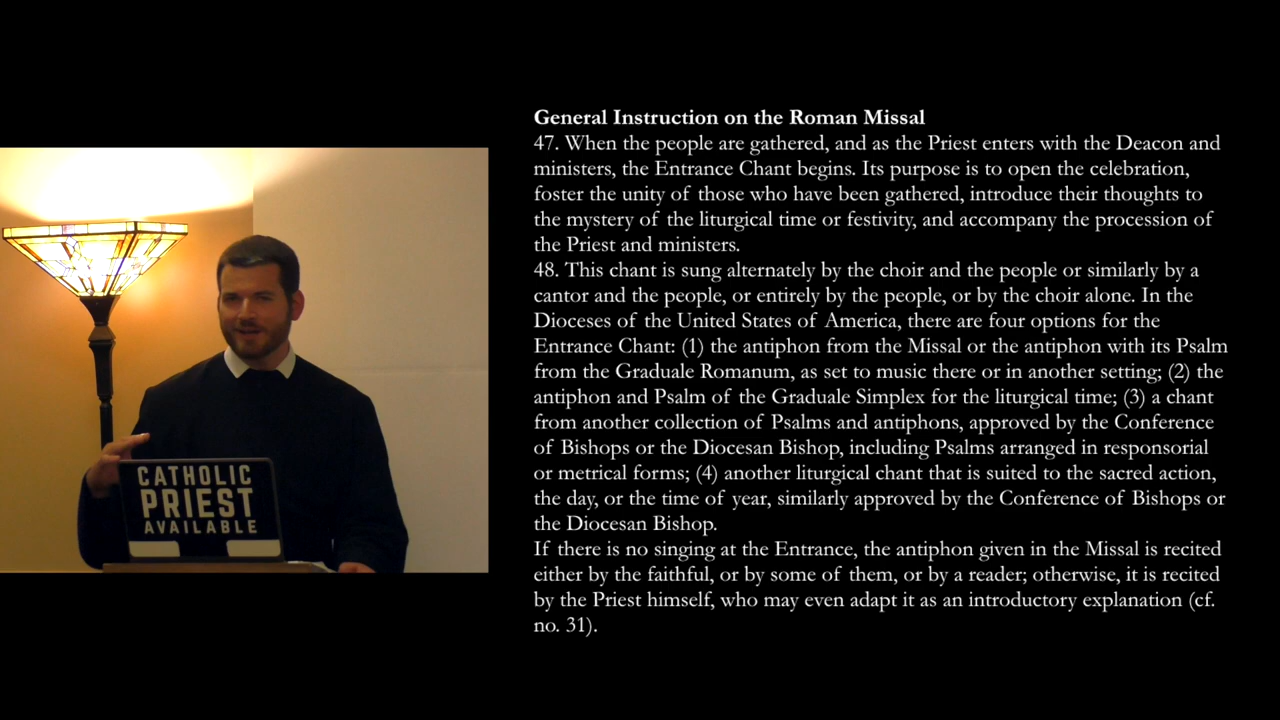 CATHOLIC
PRIEST
AVAILABLE
General Instruction on the Roman Missal
47. When the people are gathered, and as the Priest enters with the Deacon and
ministers, the Entrance Chant begins. Its purpose is to open the celebration,
foster the unity of those who have been gathered, introduce their thoughts to
the mystery of the liturgical time or festivity, and accompany the procession of
the Priest and ministers.
48. This chant is sung alternately by the choir and the people or similarly by a
cantor and the people, or entirely by the people, or by the choir alone. In the
Dioceses of the United States of America, there are four options for the
Entrance Chant: (1) the antiphon from the Missal or the antiphon with its Psalm
from the Graduale Romanum, as set to music there or in another setting; (2) the
antiphon and Psalm of the Graduale Simplex for the liturgical time; (3) a chant
from another collection of Psalms and antiphons, approved by the Conference
of Bishops or the Diocesan Bishop, including Psalms arranged in responsorial
or metrical forms; (4) another liturgical chant that is suited to the sacred action,
the day, or the time of year, similarly approved by the Conference of Bishops or
the Diocesan Bishop.
If there is no singing at the Entrance, the antiphon given in the Missal is recited
either by the faithful, or by some of them, or by a reader; otherwise, it is recited
by the Priest himself, who may even adapt it as an introductory explanation (cf.
no. 31).